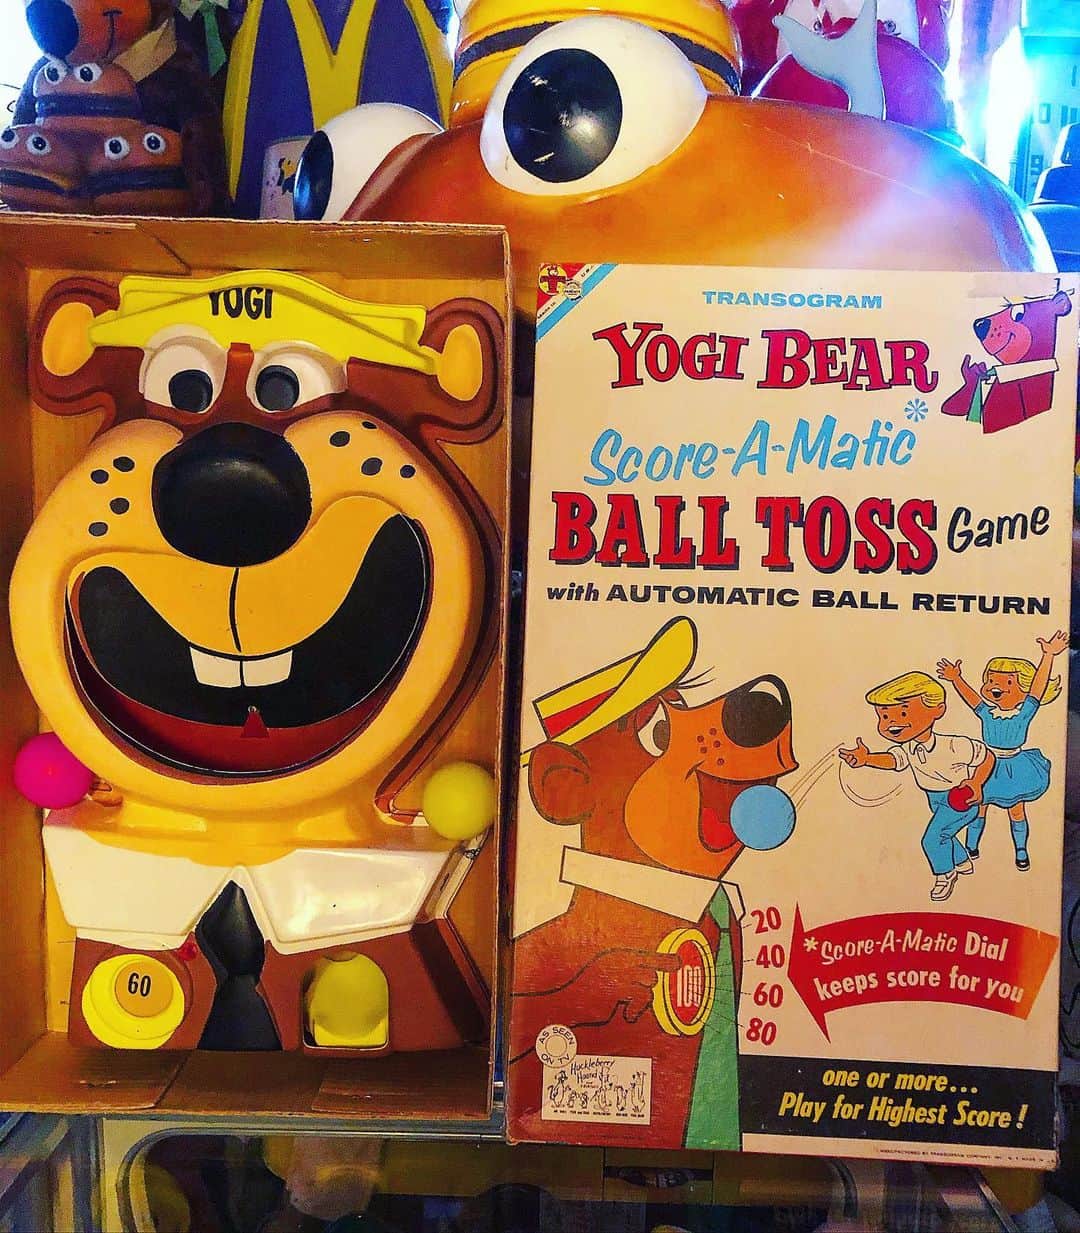 YOGI
60
TRANSOGRAM
YOGI BEAR
Score-A-Matic*
BALL TOSS Game
with AUTOMATIC BALL RETURN
20
40
60
80
100
*Score-A-Matic Dial
keeps score for you
AS SEEN
ON TV
Huckleberry
Hound
one or more...
Play for Highest Score!